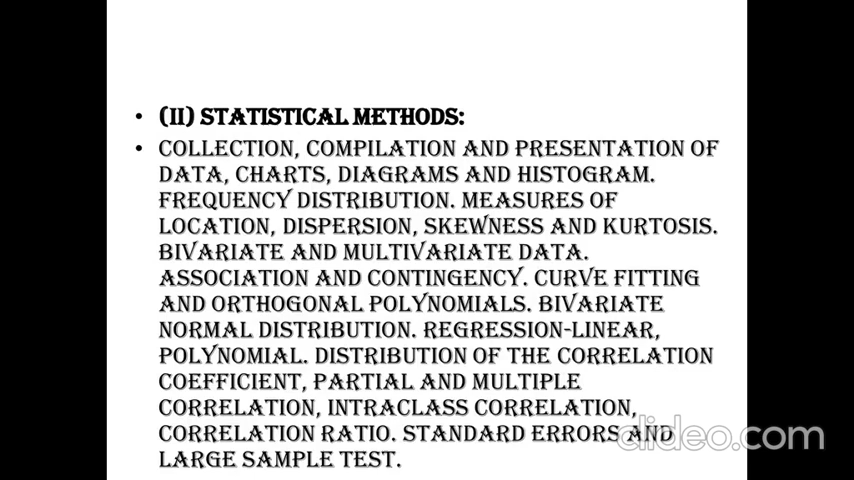 • (II) STATISTICAL METHODS:
• COLLECTION, COMPILATION AND PRESENTATION OF
DATA, CHARTS, DIAGRAMS AND HISTOGRAM.
FREQUENCY DISTRIBUTION. MEASURES OF
LOCATION, DISPERSION, SKEWNESS AND KURTOSIS.
BIVARIATE AND MULTIVARIATE DATA.
ASSOCIATION AND CONTINGENCY. CURVE FITTING
AND ORTHOGONAL POLYNOMIALS. BIVARIATE
NORMAL DISTRIBUTION. REGRESSION-LINEAR,
POLYNOMIAL. DISTRIBUTION OF THE CORRELATION
COEFFICIENT, PARTIAL AND MULTIPLE
CORRELATION, INTRACLASS CORRELATION,
CORRELATION RATIO. STANDARD ERRORS AND
LARGE SAMPLE TEST.
clideo.com